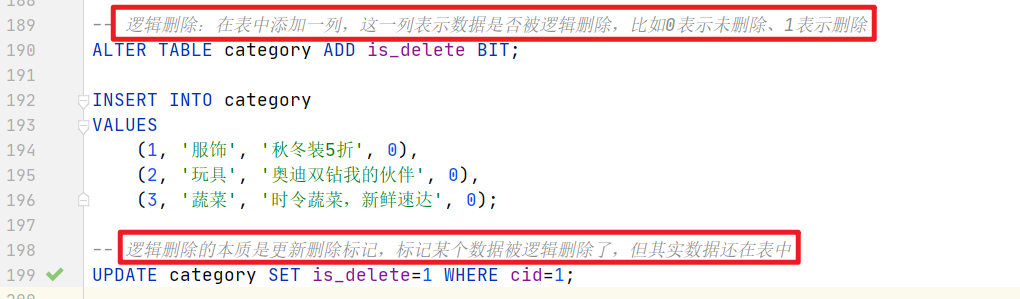 188
189 -- 逻辑删除：在表中添加一列，这一列表示数据是否被逻辑删除，比如0表示未删除、1表示删除
190 ALTER TABLE category ADD is_delete BIT;
191
192 INSERT INTO category
193 VALUES
194 (1, '服饰', '秋冬装5折', 0),
195 (2, '玩具', '奥迪双钻我的伙伴', 0),
196 (3, '蔬菜', '时令蔬菜，新鲜速达', 0);
197
198 -- 逻辑删除的本质是更新删除标记，标记某个数据被逻辑删除了，但其实数据还在表中
199 UPDATE category SET is_delete=1 WHERE cid=1;
200